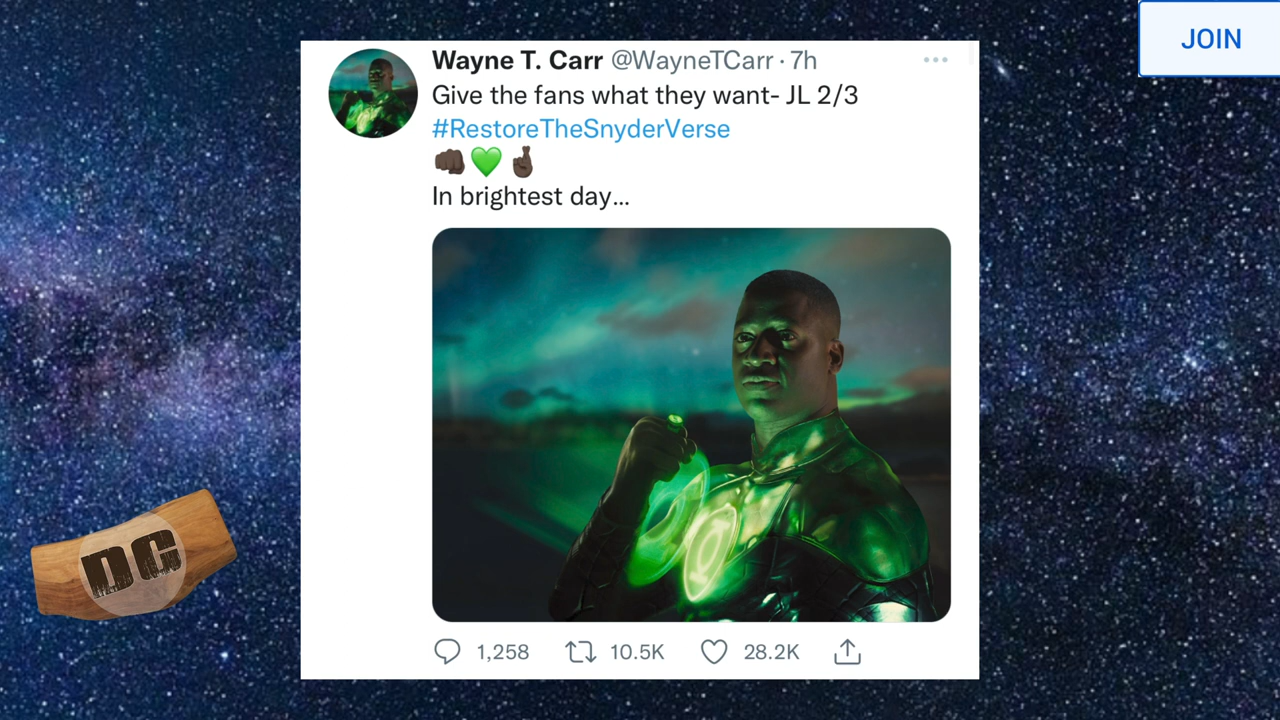 JOIN
Wayne T. Carr @WayneTCarr · 7h
Give the fans what they want- JL 2/3
#RestoreTheSnyderVerse
👊🏿💚🤞🏿
In brightest day...
DG
1,258 10.5K 28.2K